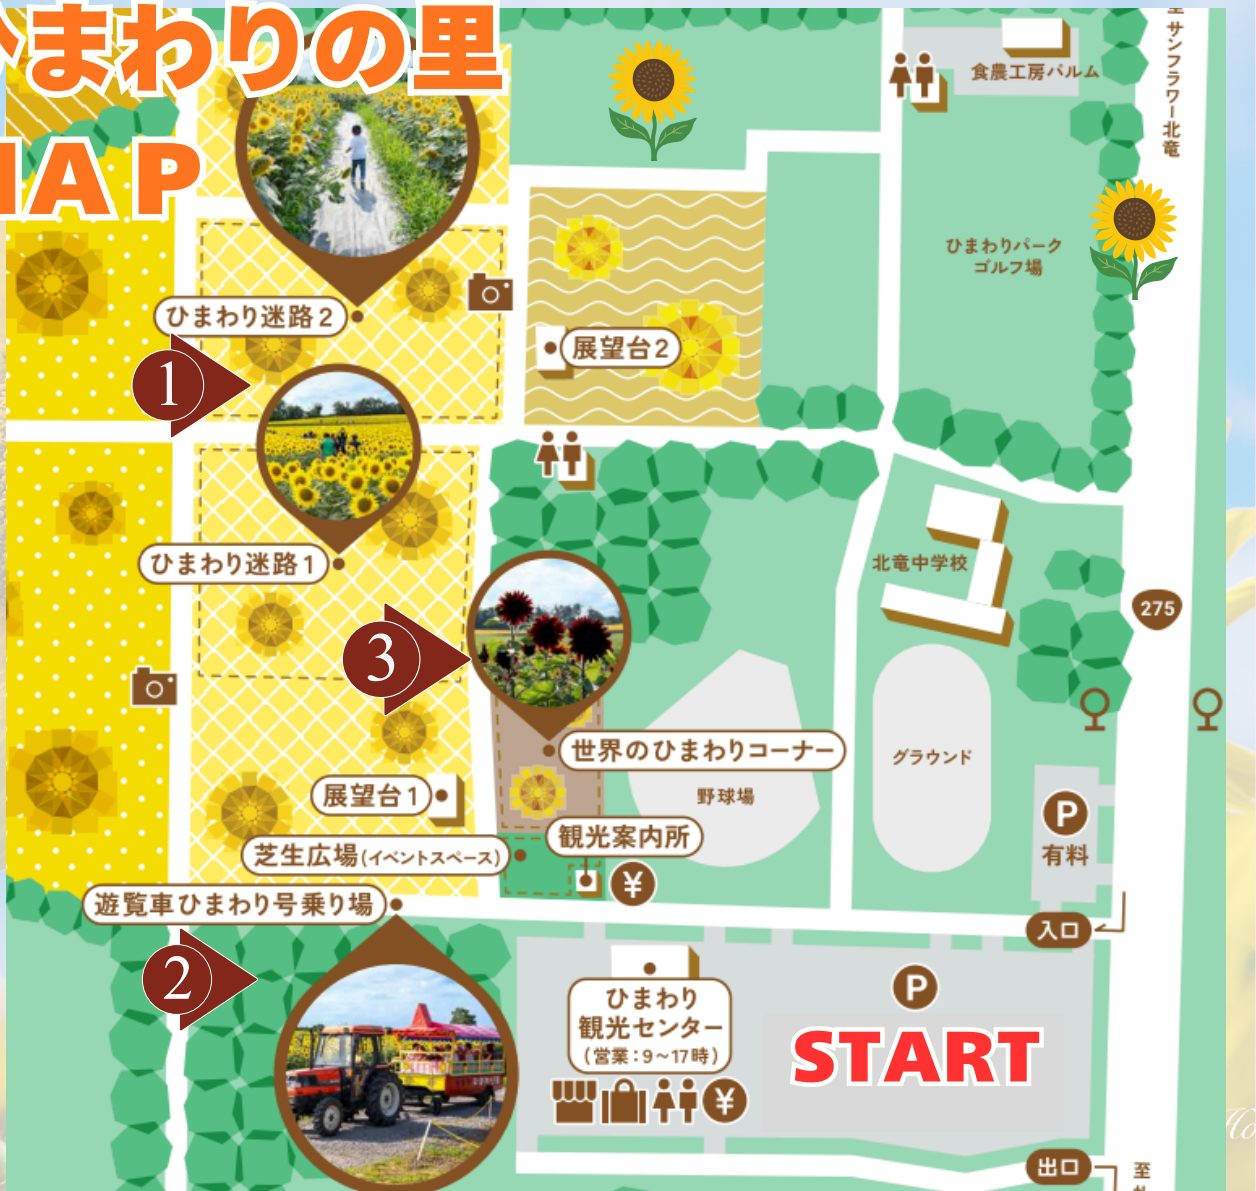 ひまわりの里
MAP
食農工房パルム
至 サンフラワー北竜
ひまわりパーク
ゴルフ場
ひまわり迷路2
展望台2
1
北竜中学校
ひまわり迷路1
275
3
世界のひまわりコーナー
グラウンド
野球場
展望台1
P
有料
観光案内所
芝生広場(イベントスペース)
¥
遊覧車ひまわり号乗り場
入口
2
P
ひまわり
観光センター
(営業:9~17時)
START
¥
出口
至